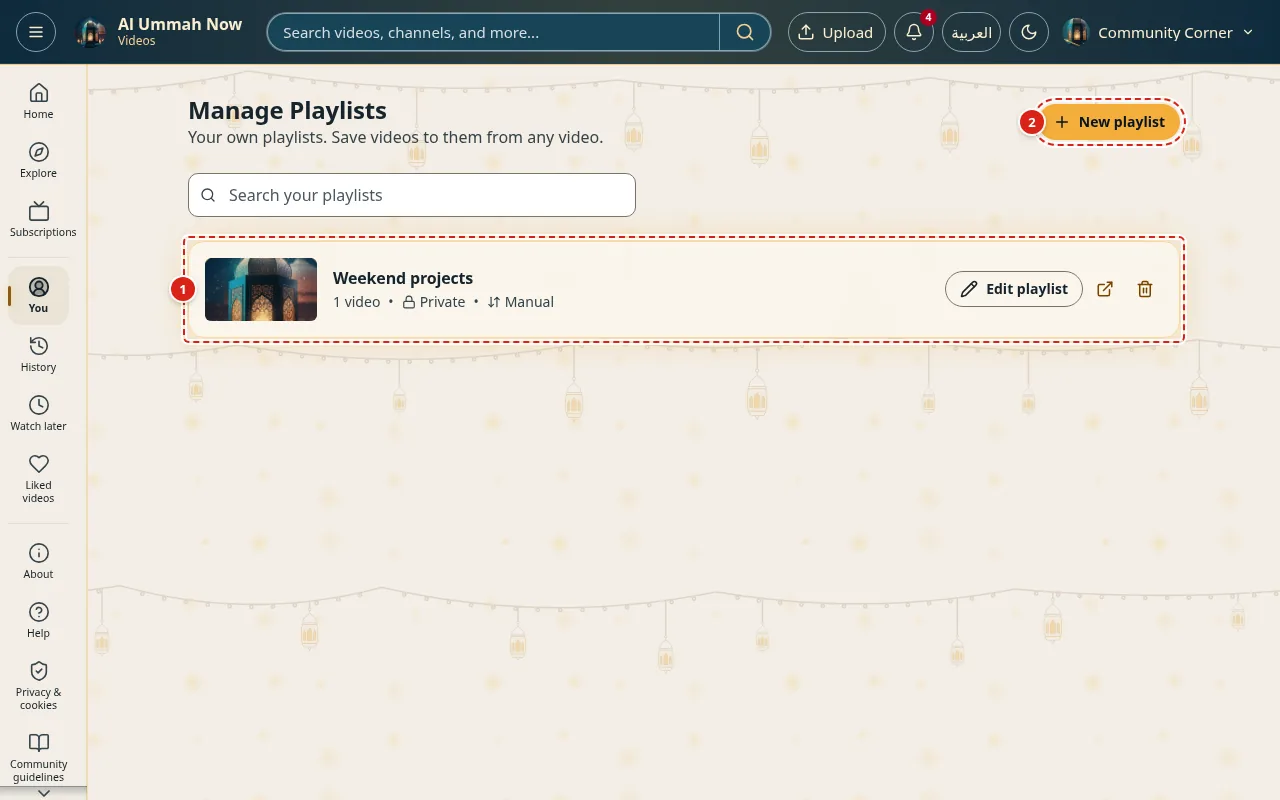 Al Ummah Now
Videos
Search videos, channels, and more...
Upload
4
العربية
Community Corner
Home
Explore
Subscriptions
You
History
Watch later
Liked
videos
About
Help
Privacy &
cookies
Community
guidelines
Manage Playlists
Your own playlists. Save videos to them from any video.
2
+ New playlist
Search your playlists
1
Weekend projects
1 video • Private • Manual
Edit playlist